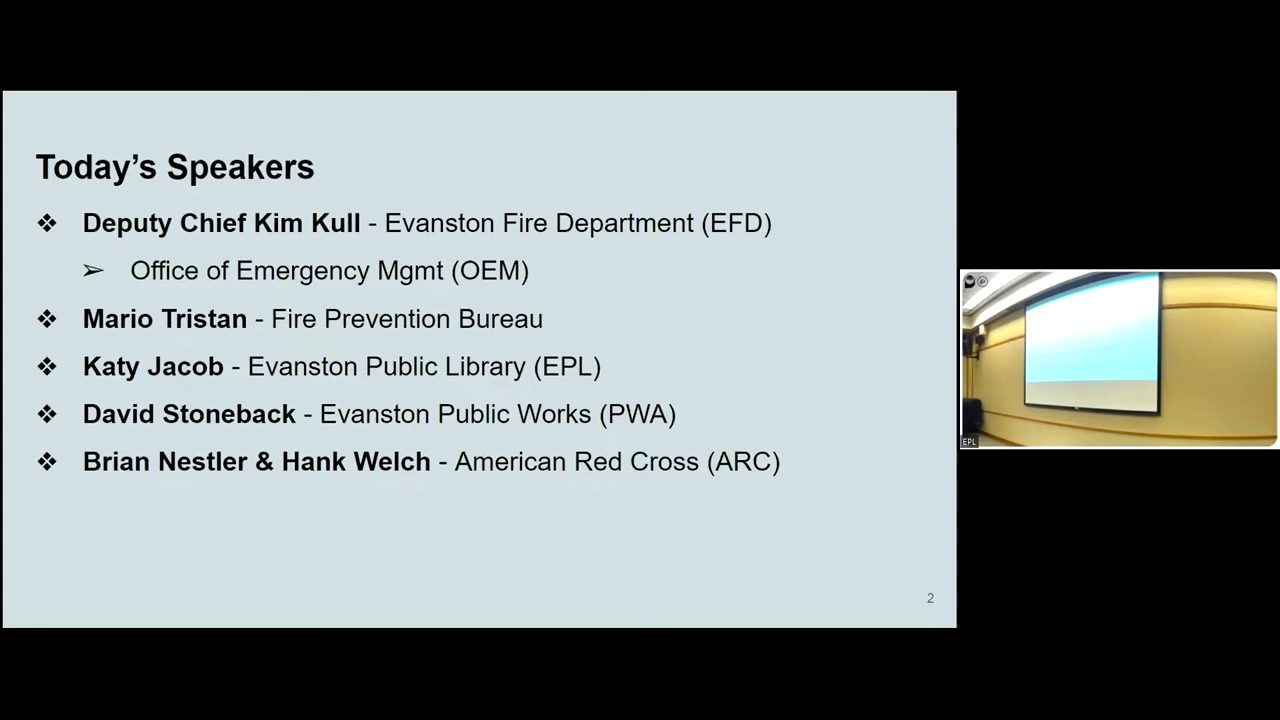 Today's Speakers
❖ Deputy Chief Kim Kull - Evanston Fire Department (EFD)
➢ Office of Emergency Mgmt (OEM)
❖ Mario Tristan - Fire Prevention Bureau
❖ Katy Jacob - Evanston Public Library (EPL)
❖ David Stoneback - Evanston Public Works (PWA)
❖ Brian Nestler & Hank Welch - American Red Cross (ARC)
2
EPL